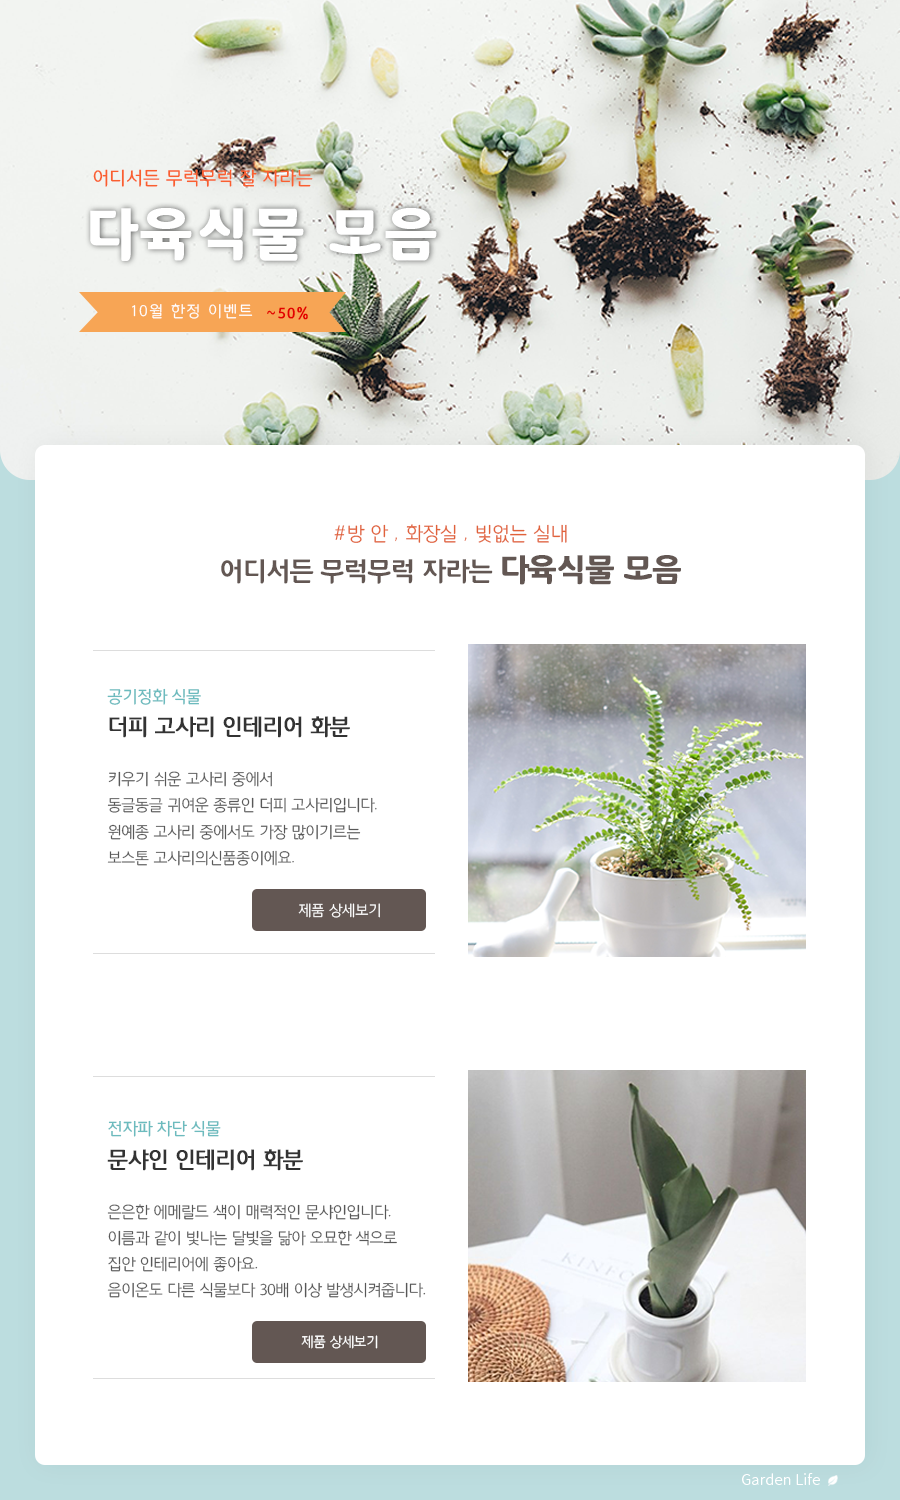 어디서든 무럭무럭 잘 자라는
다육식물 모음
10월 한정 이벤트 ~50%
#방 안 , 화장실 , 빛없는 실내
어디서든 무럭무럭 자라는 다육식물 모음
공기정화 식물
더피 고사리 인테리어 화분
키우기 쉬운 고사리 중에서
동글동글 귀여운 종류인 더피 고사리입니다.
원예종 고사리 중에서도 가장 많이기르는
보스톤 고사리의신품종이에요.
제품 상세보기
전자파 차단 식물
문샤인 인테리어 화분
은은한 에메랄드 색이 매력적인 문샤인입니다.
이름과 같이 빛나는 달빛을 닮아 오묘한 색으로
집안 인테리어에 좋아요.
음이온도 다른 식물보다 30배 이상 발생시켜줍니다.
제품 상세보기
Garden Life